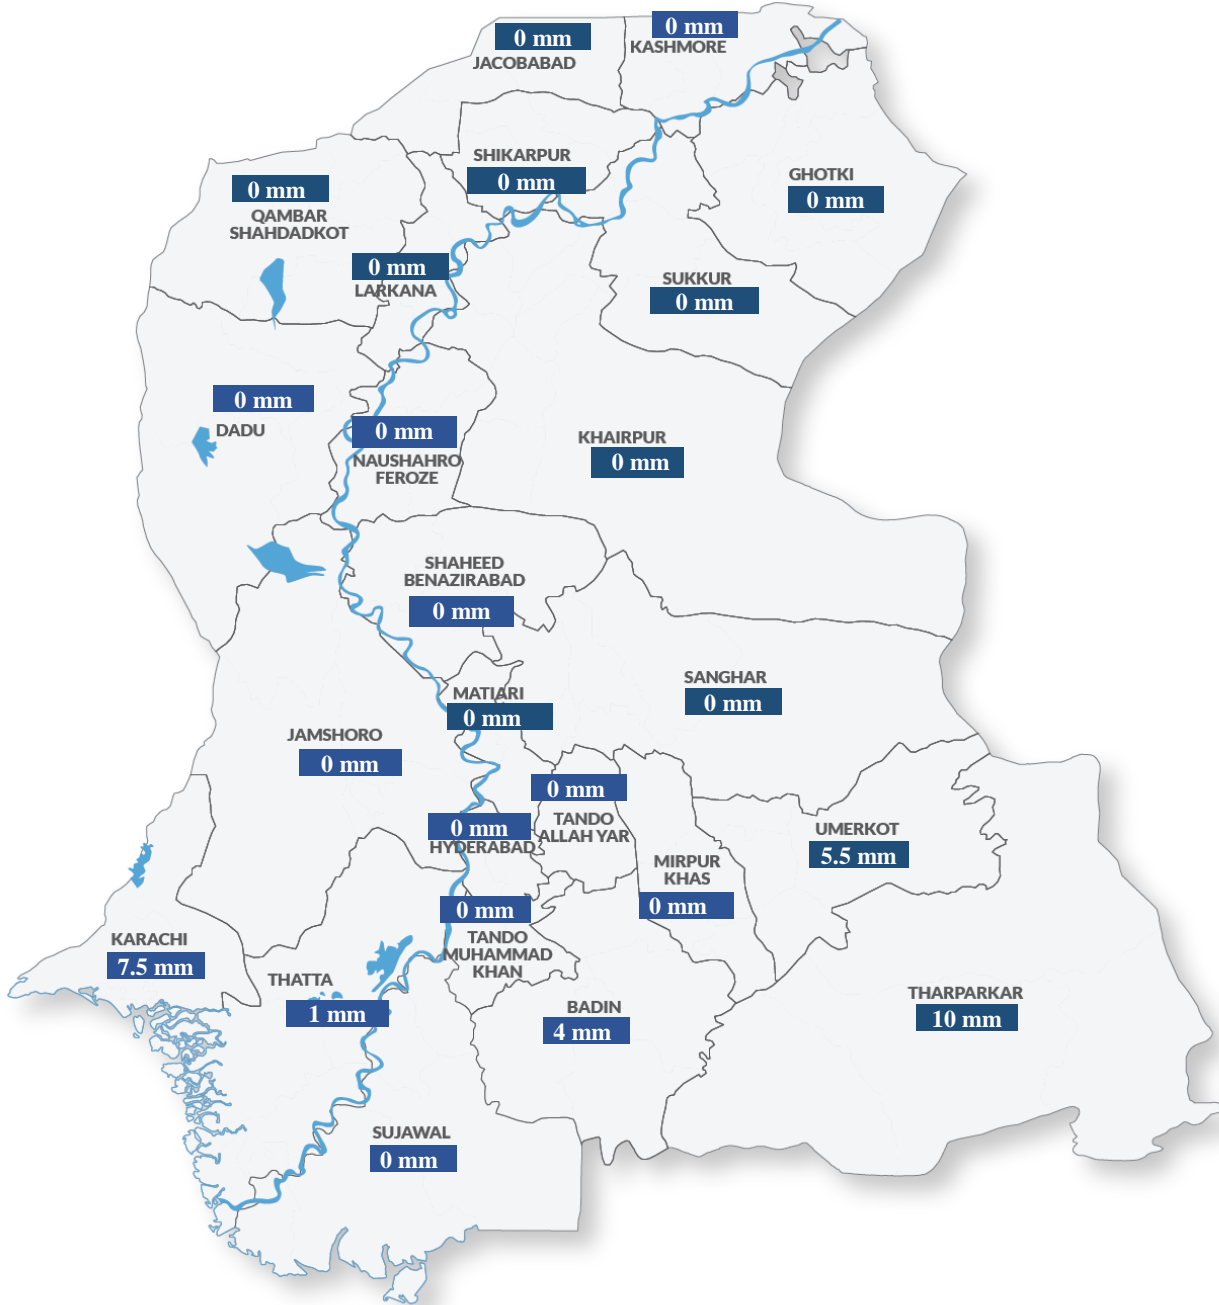 0 mm
KASHMORE
0 mm
JACOBABAD
SHIKARPUR
0 mm
GHOTKI
0 mm
0 mm
QAMBAR
SHAHDADKOT
0 mm
LARKANA
SUKKUR
0 mm
0 mm
DADU
0 mm
NAUSHAHRO
FEROZE
KHAIRPUR
0 mm
SHAHEED
BENAZIRABAD
0 mm
SANGHAR
0 mm
MATIARI
0 mm
JAMSHORO
0 mm
0 mm
TANDO
ALLAH YAR
0 mm
HYDERABAD
UMERKOT
5.5 mm
MIRPUR
KHAS
0 mm
0 mm
TANDO
MUHAMMAD
KHAN
KARACHI
7.5 mm
THATTA
1 mm
BADIN
4 mm
THARPARKAR
10 mm
SUJAWAL
0 mm